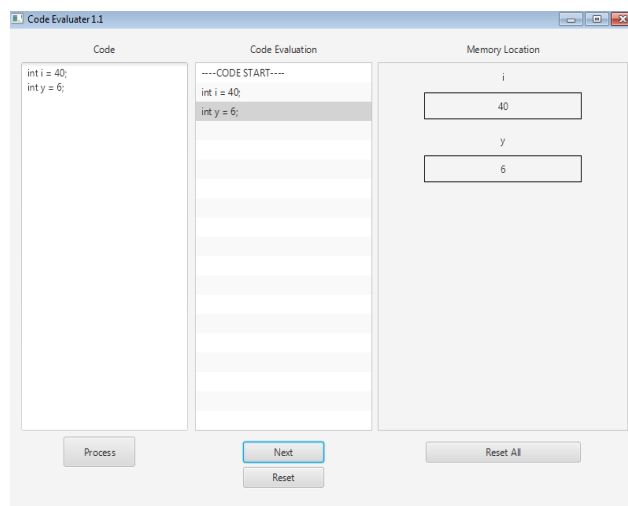 Code Evaluater 1.1
Code
Code Evaluation
Memory Location
int i = 40;
int y = 6;
----CODE START----
int i = 40;
int y = 6;
i
40
y
6
Process
Next
Reset
Reset All